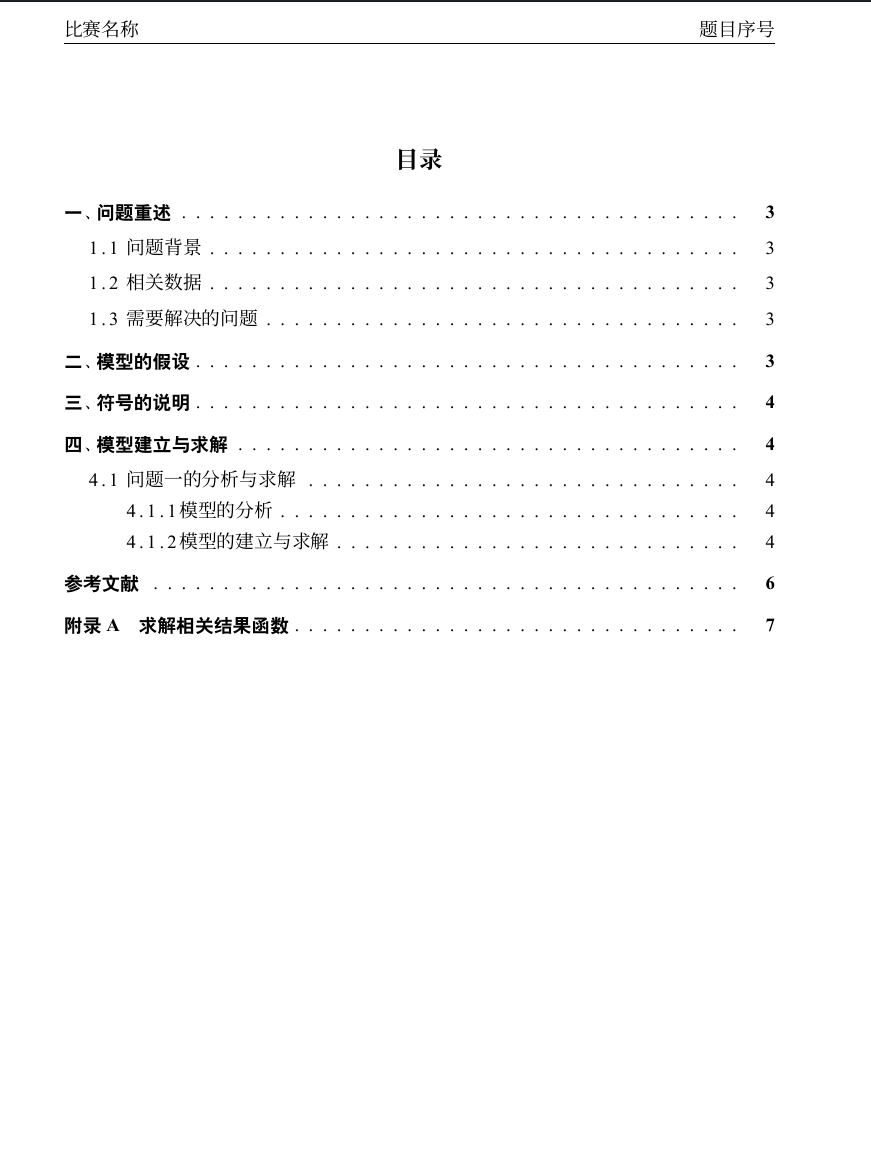 比赛名称 题目序号
目录
一、问题重述 . . . . . . . . . . . . . . . . . . . . . . . . . . . . . . . . . . . . . . . . 3
1.1 问题背景 . . . . . . . . . . . . . . . . . . . . . . . . . . . . . . . . . . . . . . 3
1.2 相关数据 . . . . . . . . . . . . . . . . . . . . . . . . . . . . . . . . . . . . . . 3
1.3 需要解决的问题 . . . . . . . . . . . . . . . . . . . . . . . . . . . . . . . . . . 3
二、模型的假设 . . . . . . . . . . . . . . . . . . . . . . . . . . . . . . . . . . . . . . . 3
三、符号的说明 . . . . . . . . . . . . . . . . . . . . . . . . . . . . . . . . . . . . . . . 4
四、模型建立与求解 . . . . . . . . . . . . . . . . . . . . . . . . . . . . . . . . . . . . 4
4.1 问题一的分析与求解 . . . . . . . . . . . . . . . . . . . . . . . . . . . . . . . 4
4.1.1模型的分析 . . . . . . . . . . . . . . . . . . . . . . . . . . . . . . . . . 4
4.1.2模型的建立与求解 . . . . . . . . . . . . . . . . . . . . . . . . . . . . . 4
参考文献 . . . . . . . . . . . . . . . . . . . . . . . . . . . . . . . . . . . . . . . . . . 6
附录 A 求解相关结果函数 . . . . . . . . . . . . . . . . . . . . . . . . . . . . . . . . 7